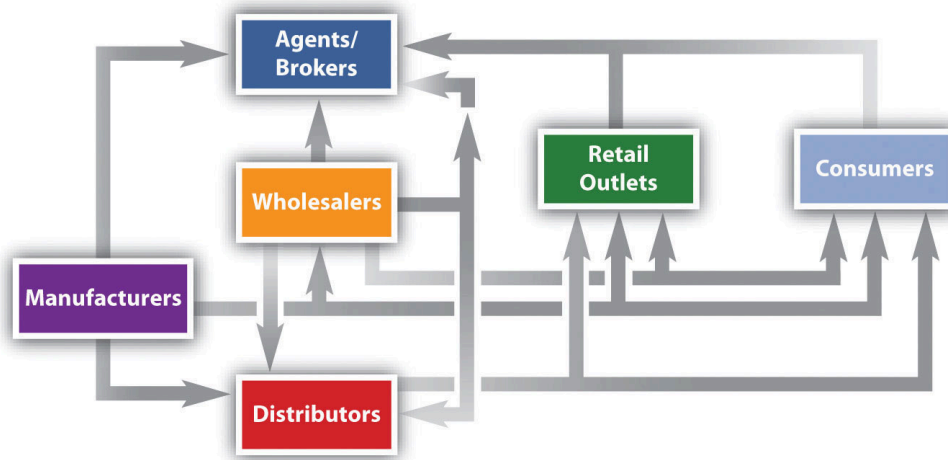 Agents/
Brokers
Retail
Outlets
Consumers
Wholesalers
Manufacturers
Distributors